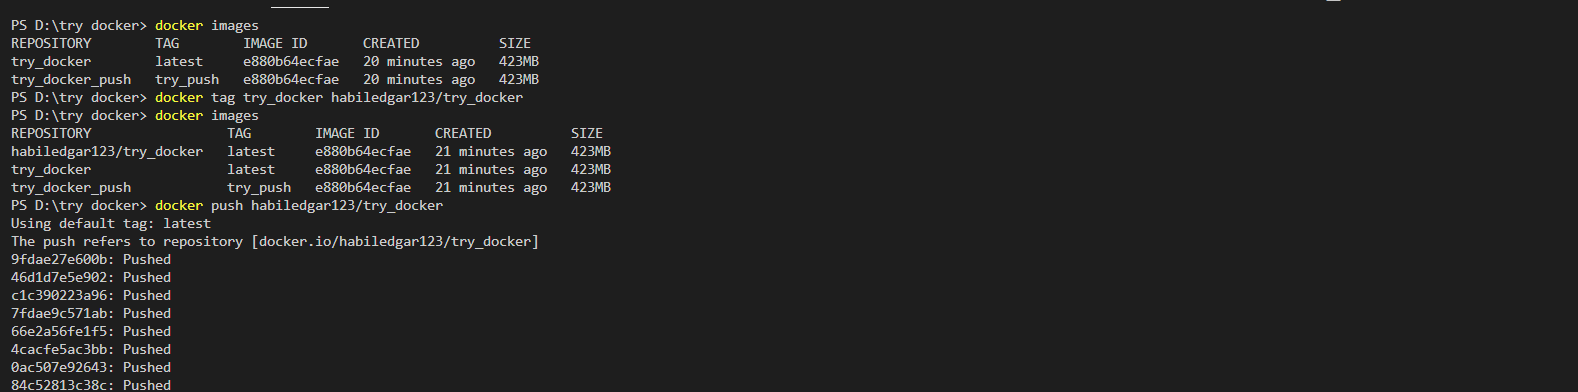 PS D:\try docker> docker images
REPOSITORY        TAG        IMAGE ID       CREATED          SIZE
try_docker        latest     e880b64ecfae   20 minutes ago   423MB
try_docker_push   try_push   e880b64ecfae   20 minutes ago   423MB
PS D:\try docker> docker tag try_docker habiledgar123/try_docker
PS D:\try docker> docker images
REPOSITORY                 TAG        IMAGE ID       CREATED          SIZE
habiledgar123/try_docker   latest     e880b64ecfae   21 minutes ago   423MB
try_docker                 latest     e880b64ecfae   21 minutes ago   423MB
try_docker_push            try_push   e880b64ecfae   21 minutes ago   423MB
PS D:\try docker> docker push habiledgar123/try_docker
Using default tag: latest
The push refers to repository [docker.io/habiledgar123/try_docker]
9fdae27e600b: Pushed
46d1d7e5e902: Pushed
c1c390223a96: Pushed
7fdae9c571ab: Pushed
66e2a56fe1f5: Pushed
4cacfe5ac3bb: Pushed
0ac507e92643: Pushed
84c52813c38c: Pushed